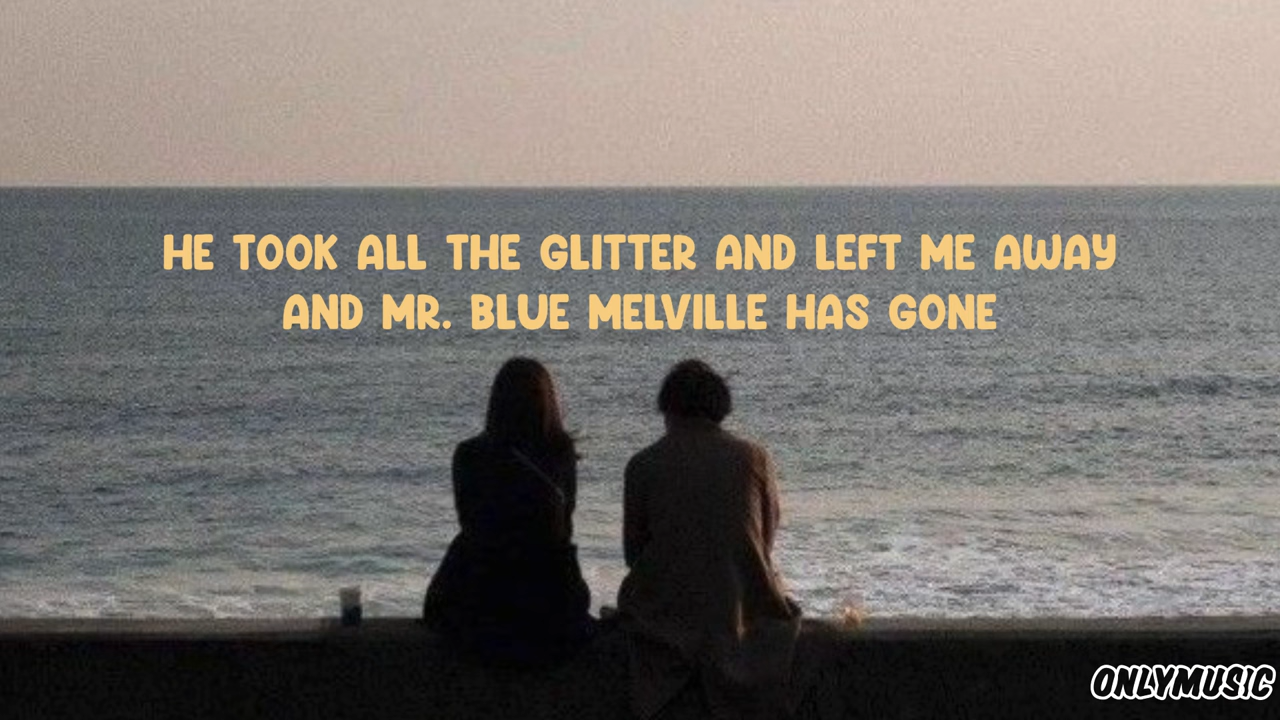 HE TOOK ALL THE GLITTER AND LEFT ME AWAY
AND MR. BLUE MELVILLE HAS GONE
ONLYMUSIC